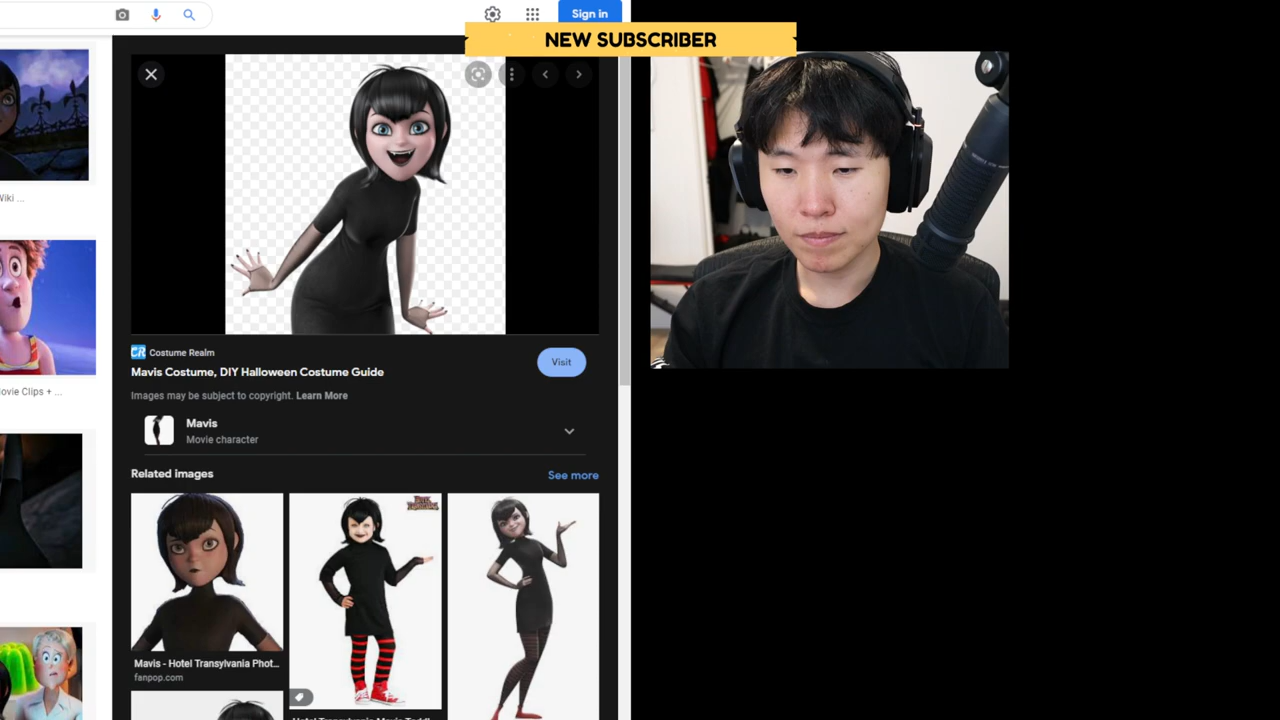 Sign in
NEW SUBSCRIBER
Wiki ...
CR Costume Realm
Visit
Mavis Costume, DIY Halloween Costume Guide
Images may be subject to copyright. Learn More
ovie Clips + ...
Mavis
Movie character
Related images
See more
Mavis - Hotel Transylvania Phot...
fanpop.com